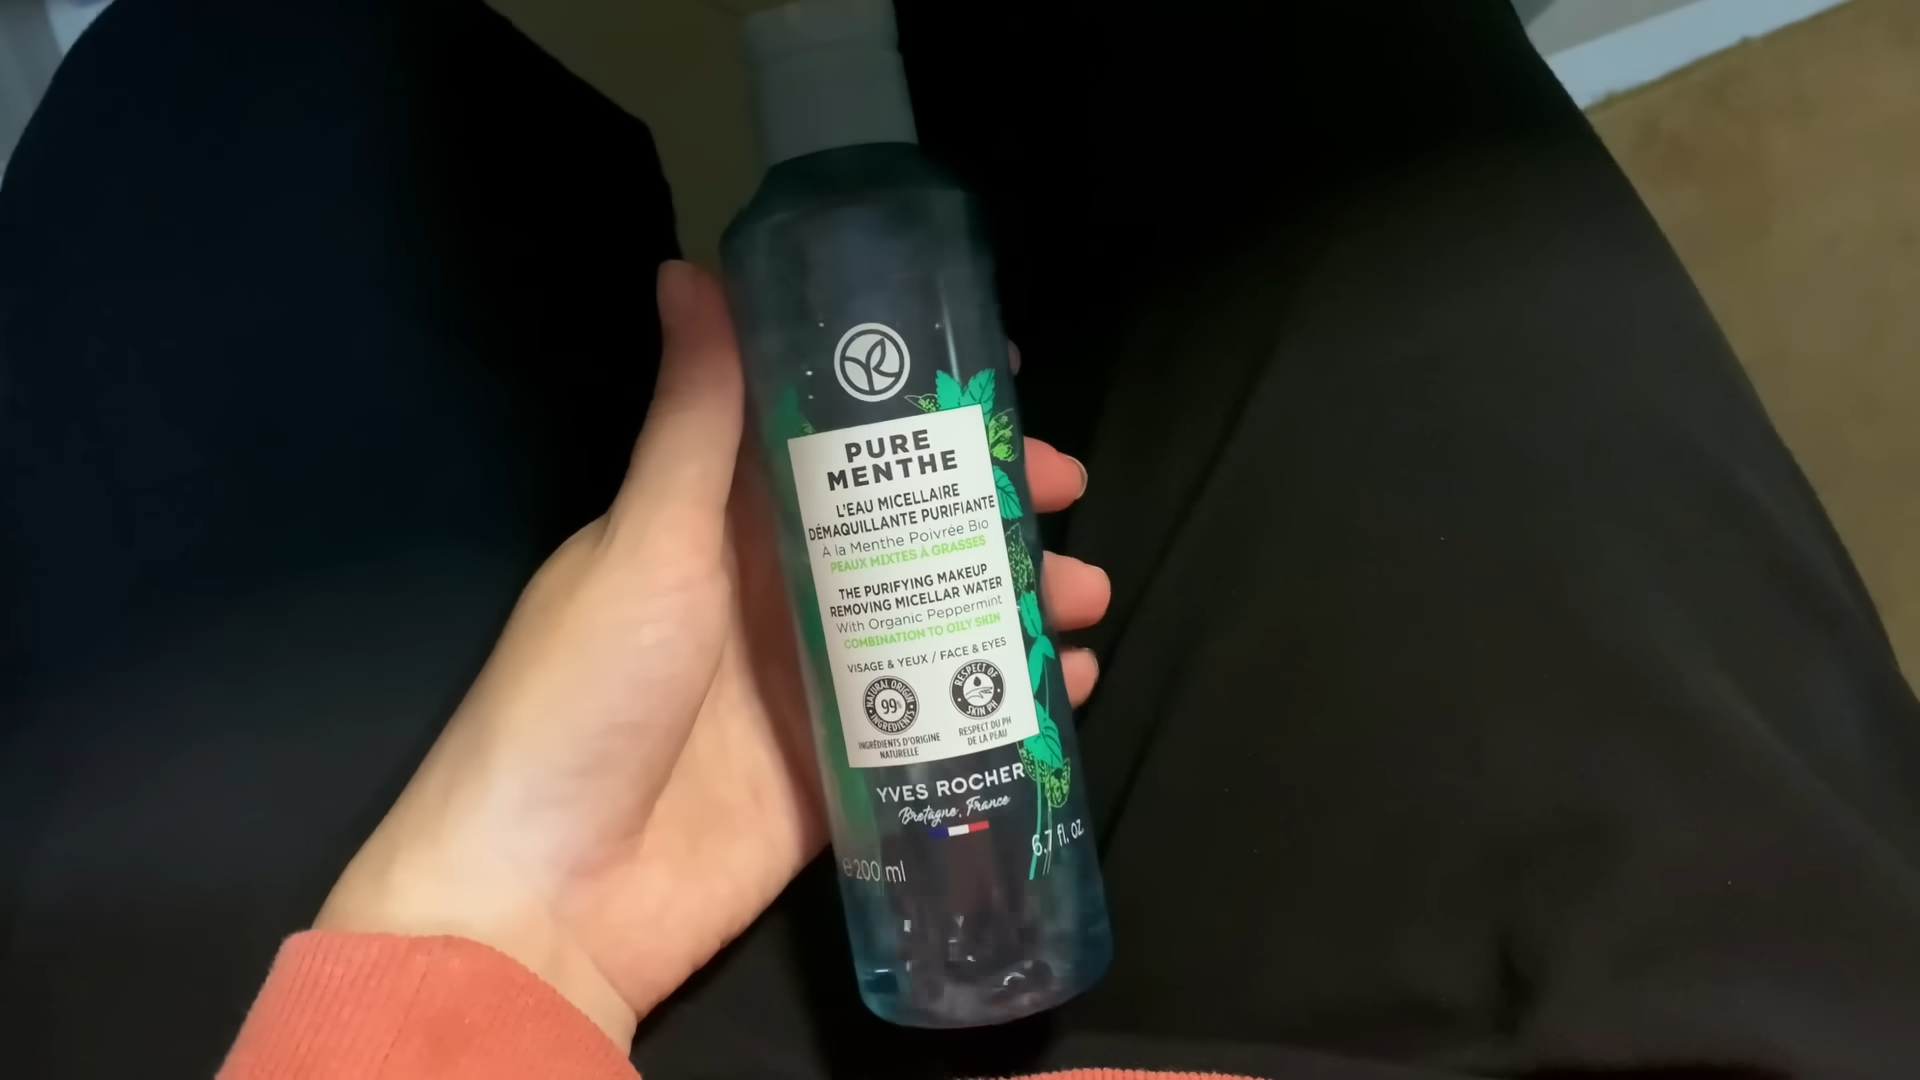 PURE
MENTHE
L'EAU MICELLAIRE
DÉMAQUILLANTE PURIFIANTE
A la Menthe Poivrée Bio
PEAUX MIXTES À GRASSES
THE PURIFYING MAKEUP
REMOVING MICELLAR WATER
With Organic Peppermint
COMBINATION TO OILY SKIN
VISAGE & YEUX / FACE & EYES
NATURAL ORIGIN
99%
INGREDIENTS
INGRÉDIENTS D'ORIGINE
NATURELLE
RESPECT OF
SKIN PH
RESPECT DU PH
DE LA PEAU
YVES ROCHER
Bretagne, France
e 200 ml
6.7 fl. oz